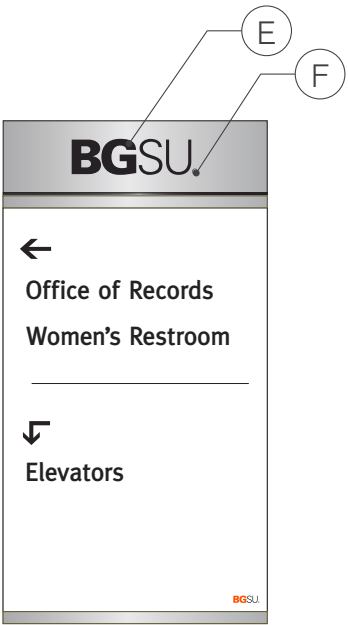 E
F
BGSU.
Office of Records
Women's Restroom
Elevators
BGSU.